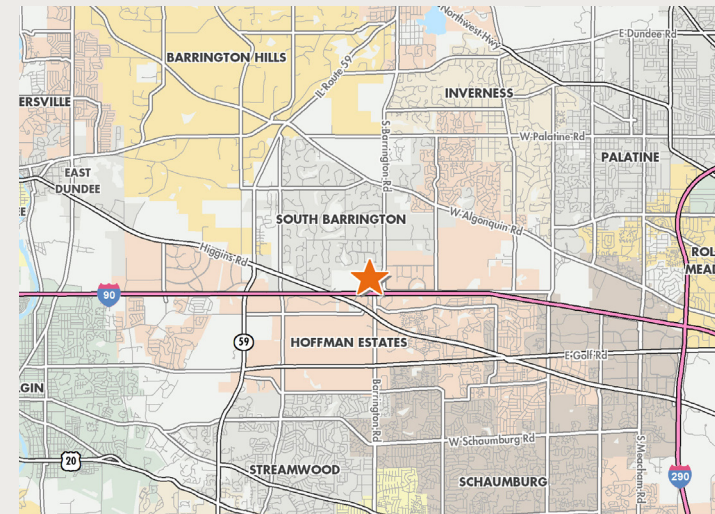 Northwest Hwy
E Dundee Rd
BARRINGTON HILLS
IL Route 59
INVERNESS
ERSVILLE
S Barrington Rd
W Palatine Rd
PALATINE
EAST
DUNDEE
EE
SOUTH BARRINGTON
W Algonquin Rd
Higgins Rd
ROL
MEAD
90
59
HOFFMAN ESTATES
E Golf Rd
GIN
Barrington Rd
W Schaumburg Rd
S Meacham Rd
20
STREAMWOOD
SCHAUMBURG
290